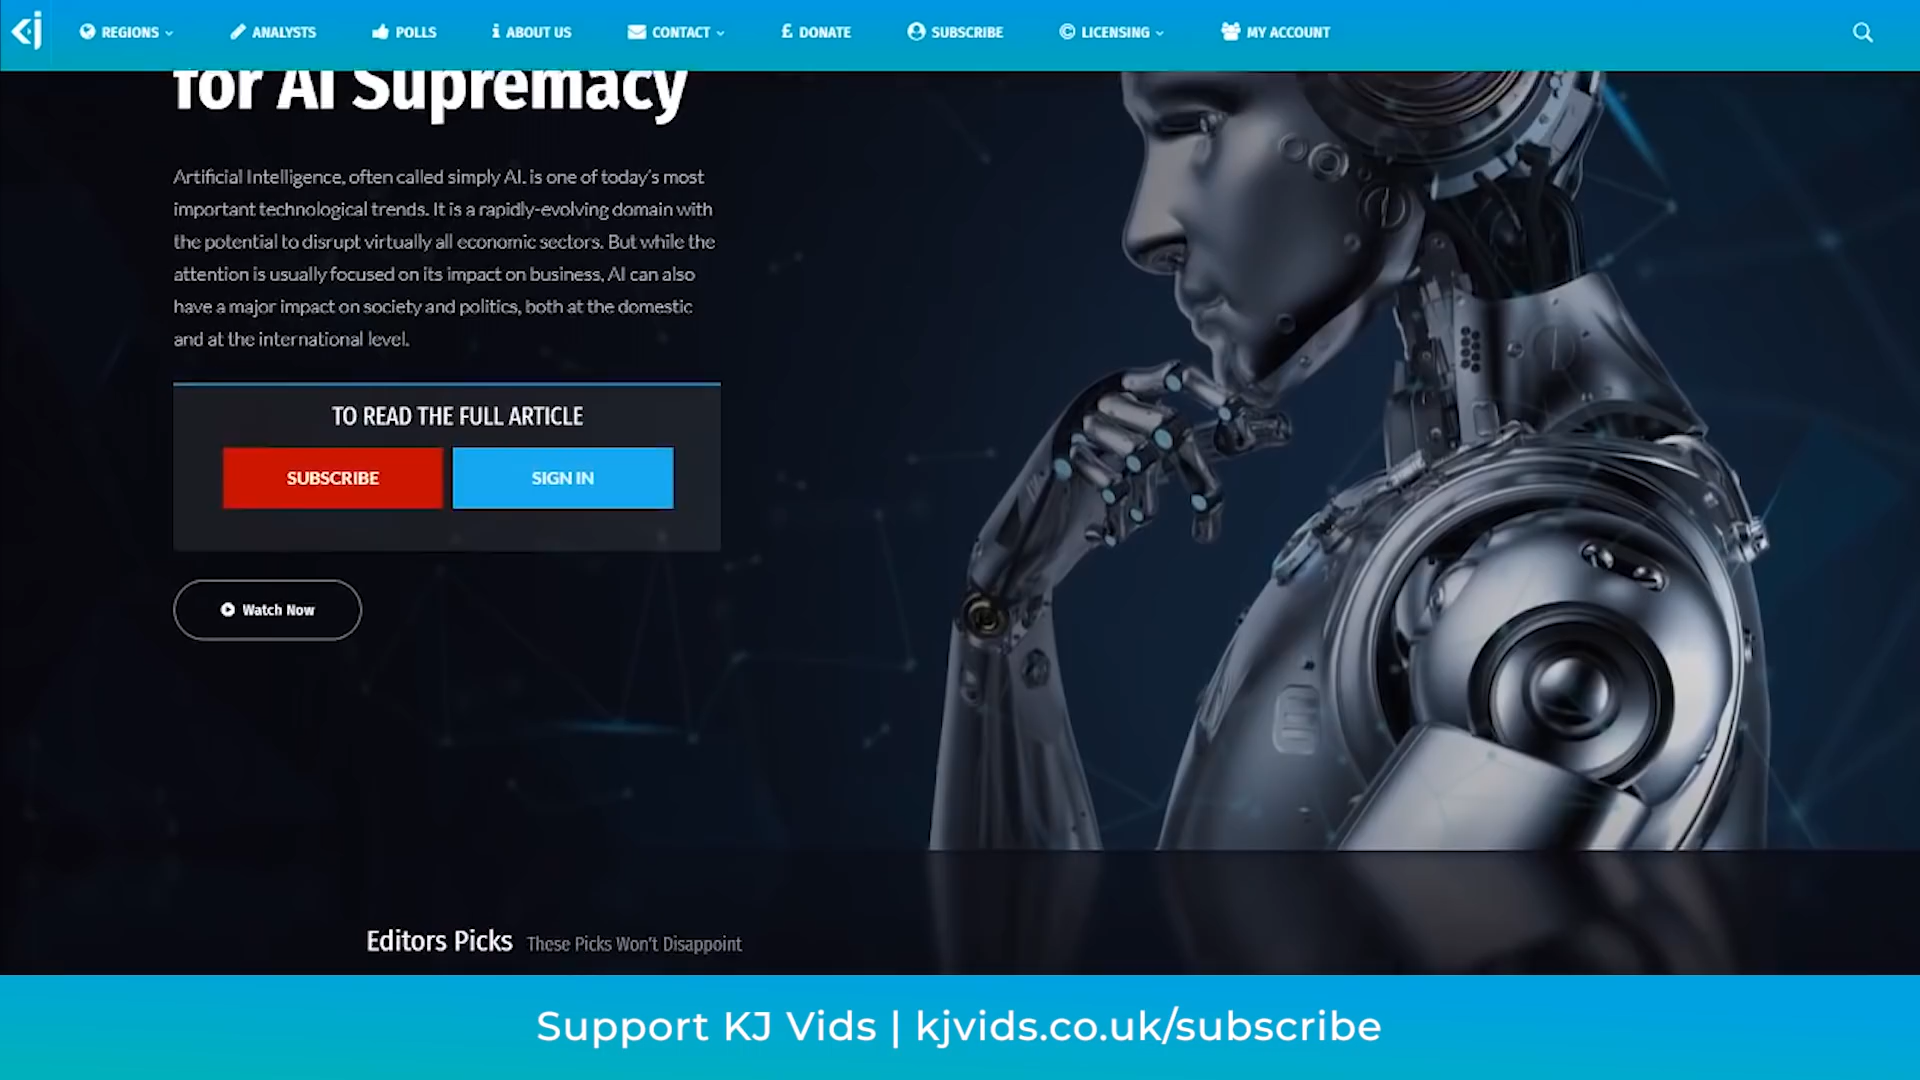 REGIONS ANALYSTS POLLS ABOUT US CONTACT £ DONATE SUBSCRIBE LICENSING MY ACCOUNT
for AI Supremacy
Artificial Intelligence, often called simply AI. is one of today's most
important technological trends. It is a rapidly-evolving domain with
the potential to disrupt virtually all economic sectors. But while the
attention is usually focused on its impact on business, AI can also
have a major impact on society and politics, both at the domestic
and at the international level.
TO READ THE FULL ARTICLE
SUBSCRIBE SIGN IN
Watch Now
Editors Picks These Picks Won't Disappoint
Support KJ Vids | kjvids.co.uk/subscribe